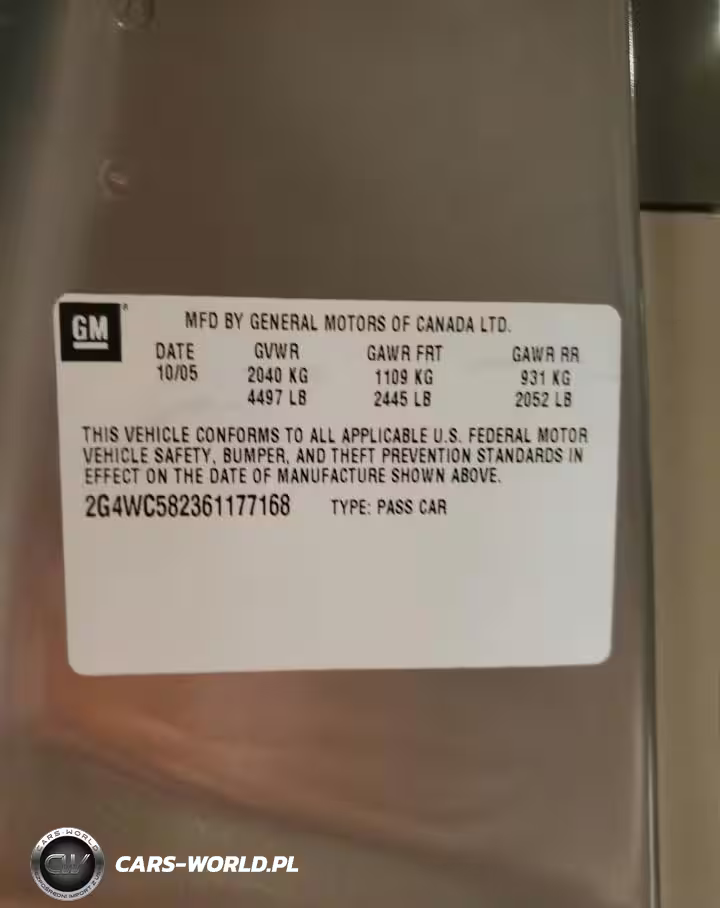 GM
MFD BY GENERAL MOTORS OF CANADA LTD.
DATE GVWR GAWR FRT GAWR RR
10/05 2040 KG 1109 KG 931 KG
4497 LB 2445 LB 2052 LB
THIS VEHICLE CONFORMS TO ALL APPLICABLE U.S. FEDERAL MOTOR
VEHICLE SAFETY, BUMPER, AND THEFT PREVENTION STANDARDS IN
EFFECT ON THE DATE OF MANUFACTURE SHOWN ABOVE.
2G4WC582361177168 TYPE: PASS CAR
CARS-WORLD
CW
CARS-WORLD.PL